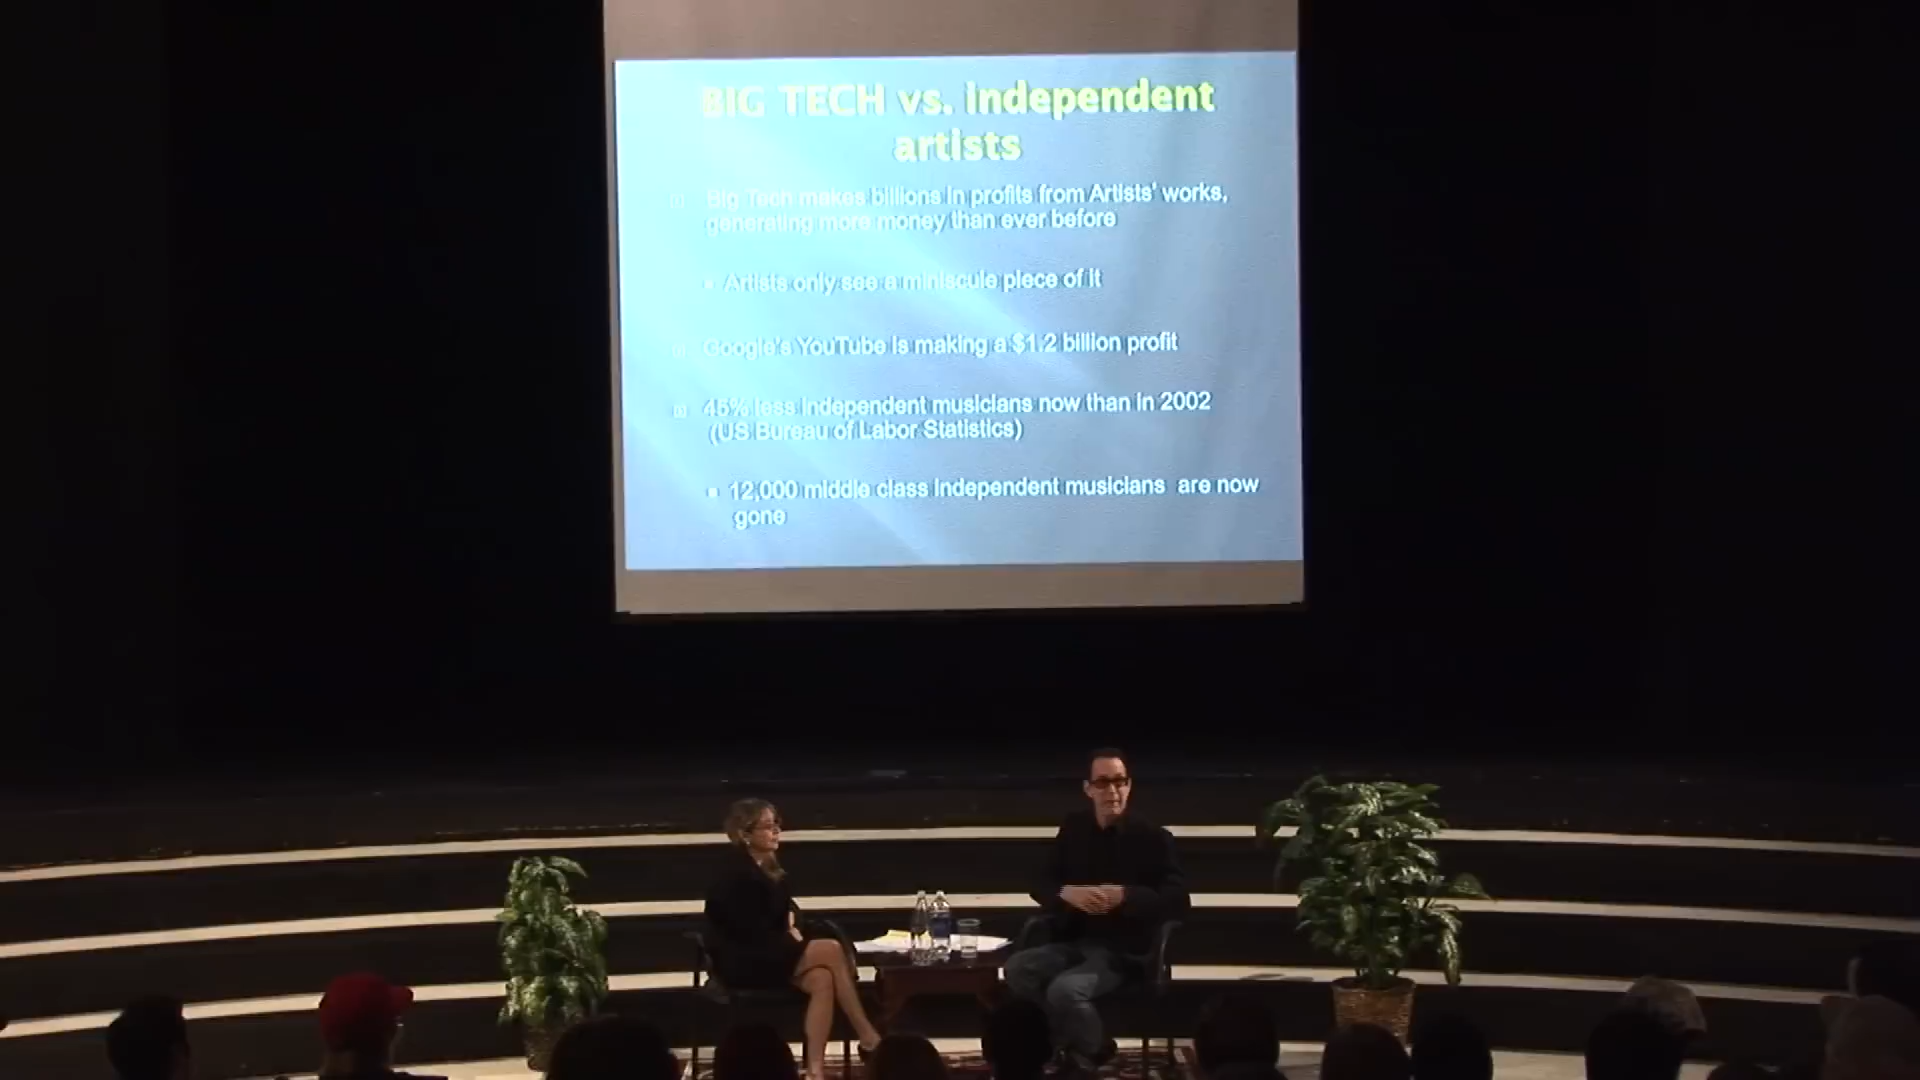 BIG TECH vs. independent
artists
Big Tech makes billions in profits from Artists' works,
generating more money than ever before
Artists only see a miniscule piece of it
Google's YouTube is making a $1.2 billion profit
45% less independent musicians now than in 2002
((US Bureau of Labor Statistics)
12,000 middle class independent musicians are now
gone